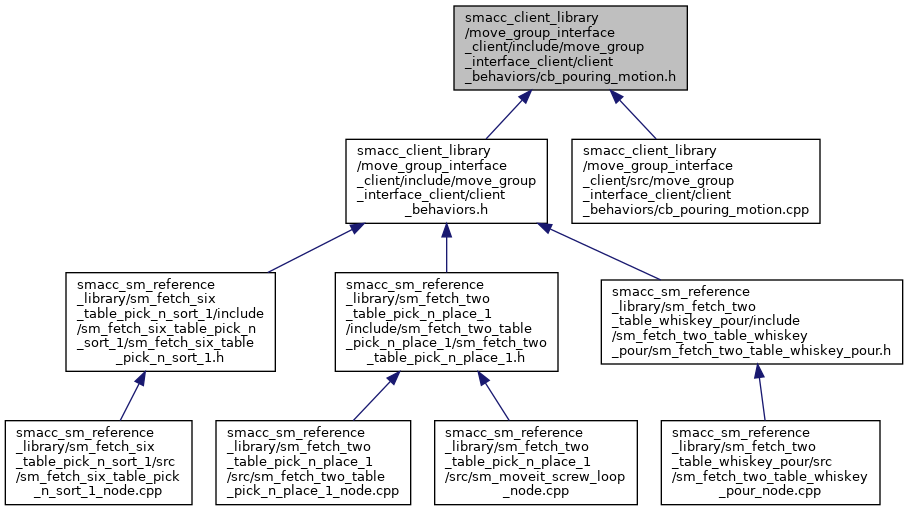 smacc_client_library
/move_group_interface
_client/include/move_group
_interface_client/client
_behaviors/cb_pouring_motion.h
smacc_client_library
/move_group_interface
_client/include/move_group
_interface_client/client
_behaviors.h
smacc_client_library
/move_group_interface
_client/src/move_group
_interface_client/client
_behaviors/cb_pouring_motion.cpp
smacc_sm_reference
_library/sm_fetch_six
_table_pick_n_sort_1/include
/sm_fetch_six_table_pick_n
_sort_1/sm_fetch_six_table
_pick_n_sort_1.h
smacc_sm_reference
_library/sm_fetch_two
_table_pick_n_place_1
/include/sm_fetch_two_table
_pick_n_place_1/sm_fetch_two
_table_pick_n_place_1.h
smacc_sm_reference
_library/sm_fetch_two
_table_whiskey_pour/include
/sm_fetch_two_table_whiskey
_pour/sm_fetch_two_table_whiskey_pour.h
smacc_sm_reference
_library/sm_fetch_six
_table_pick_n_sort_1/src
/sm_fetch_six_table_pick
_n_sort_1_node.cpp
smacc_sm_reference
_library/sm_fetch_two
_table_pick_n_place_1
/src/sm_fetch_two_table
_pick_n_place_1_node.cpp
smacc_sm_reference
_library/sm_fetch_two
_table_pick_n_place_1
/src/sm_moveit_screw_loop
_node.cpp
smacc_sm_reference
_library/sm_fetch_two
_table_whiskey_pour/src
/sm_fetch_two_table_whiskey
_pour_node.cpp